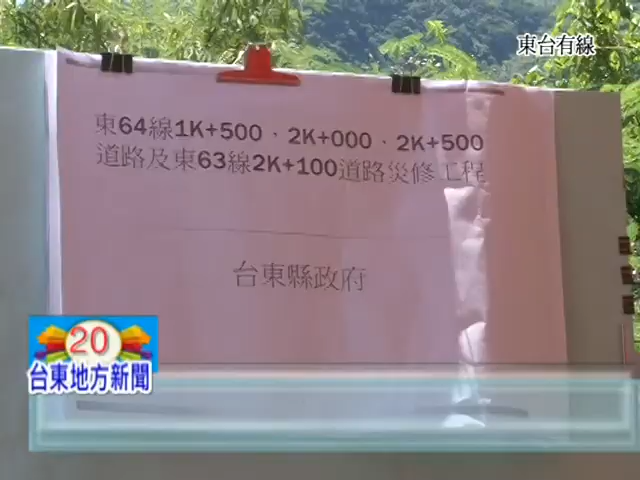 東台有線
東64線1K+500、2K+000、2K+500
道路及東63線2K+100道路災修工程
台東縣政府
20
台東地方新聞